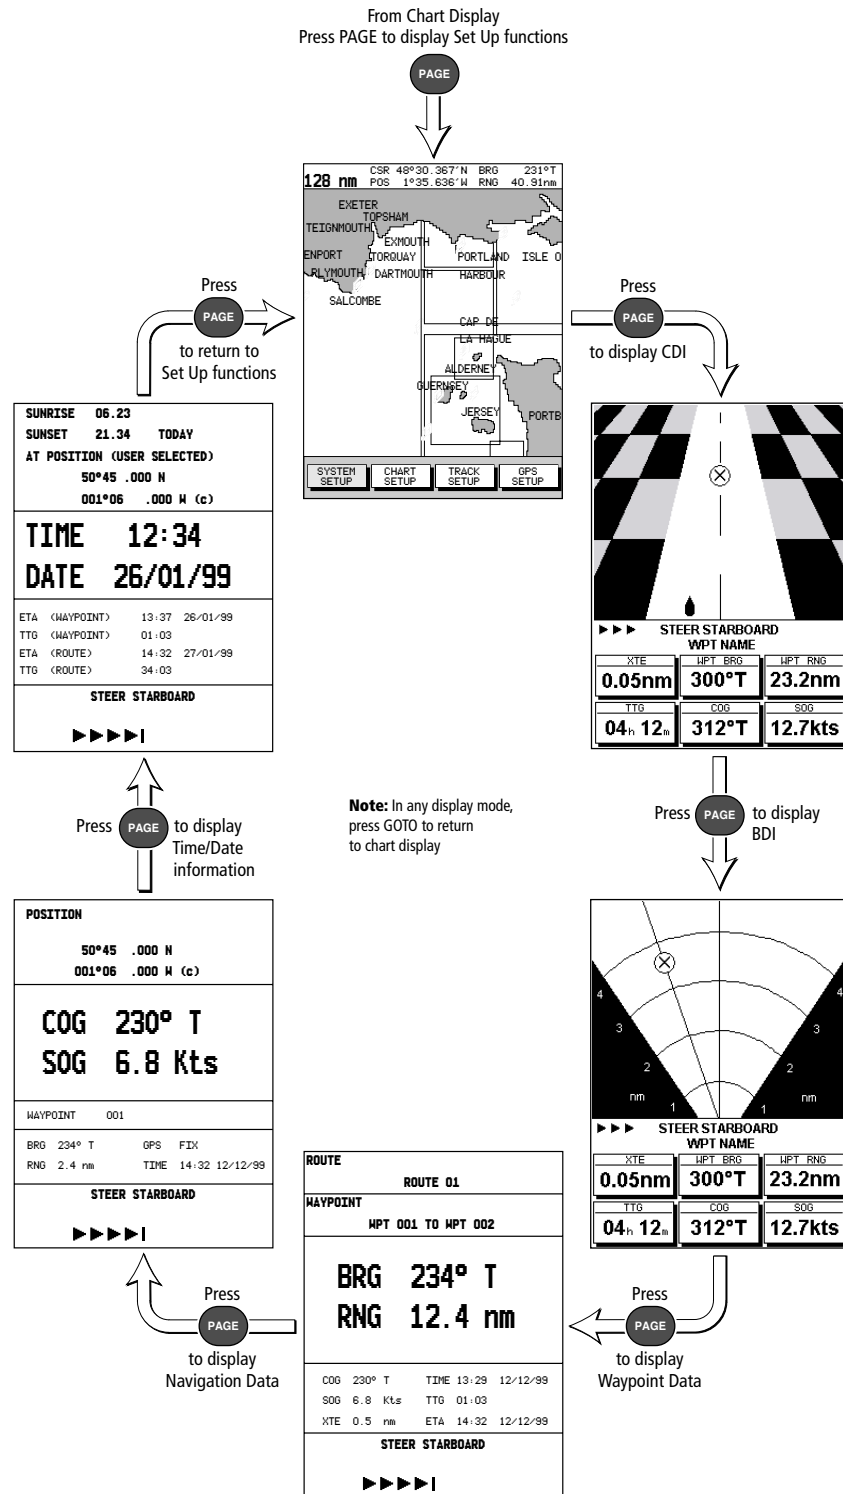 From Chart Display
Press PAGE to display Set Up functions
PAGE
128 nm
CSR 48°30.367'N BRG 231°T
POS 1°35.636'W RNG 40.91nm
EXETER
TOPSHAM
TEIGNMOUTH
EXMOUTH
ENPORT
TORQUAY
PORTLAND
ISLE O
RLYMOUTH
DARTMOUTH
HARBOUR
SALCOMBE
CAP DE
LA HAGUE
ALDERNEY
GUERNSEY
JERSEY
PORTB
SYSTEM
SETUP
CHART
SETUP
TRACK
SETUP
GPS
SETUP
Press
PAGE
to display CDI
STEER STARBOARD
WPT NAME
XTE
0.05nm
WPT BRG
300°T
WPT RNG
23.2nm
TTG
04h 12m
COG
312°T
SOG
12.7kts
Press
PAGE
to display
BDI
4
3
2
nm
1
4
3
2
nm
1
STEER STARBOARD
WPT NAME
XTE
0.05nm
WPT BRG
300°T
WPT RNG
23.2nm
TTG
04h 12m
COG
312°T
SOG
12.7kts
Press
PAGE
to display
Waypoint Data
ROUTE
ROUTE 01
WAYPOINT
WPT 001 TO WPT 002
BRG 234° T
RNG 12.4 nm
COG 230° T TIME 13:29 12/12/99
SOG 6.8 Kts TTG 01:03
XTE 0.5 nm ETA 14:32 12/12/99
STEER STARBOARD
Press
PAGE
to display
Navigation Data
POSITION
50°45 .000 N
001°06 .000 W (c)
COG 230° T
SOG 6.8 Kts
WAYPOINT 001
BRG 234° T GPS FIX
RNG 2.4 nm TIME 14:32 12/12/99
STEER STARBOARD
Press
PAGE
to display
Time/Date
information
SUNRISE 06.23
SUNSET 21.34 TODAY
AT POSITION (USER SELECTED)
50°45 .000 N
001°06 .000 W (c)
TIME 12:34
DATE 26/01/99
ETA (WAYPOINT) 13:37 26/01/99
TTG (WAYPOINT) 01:03
ETA (ROUTE) 14:32 27/01/99
TTG (ROUTE) 34:03
STEER STARBOARD
Press
PAGE
to return to
Set Up functions
Note: In any display mode,
press GOTO to return
to chart display